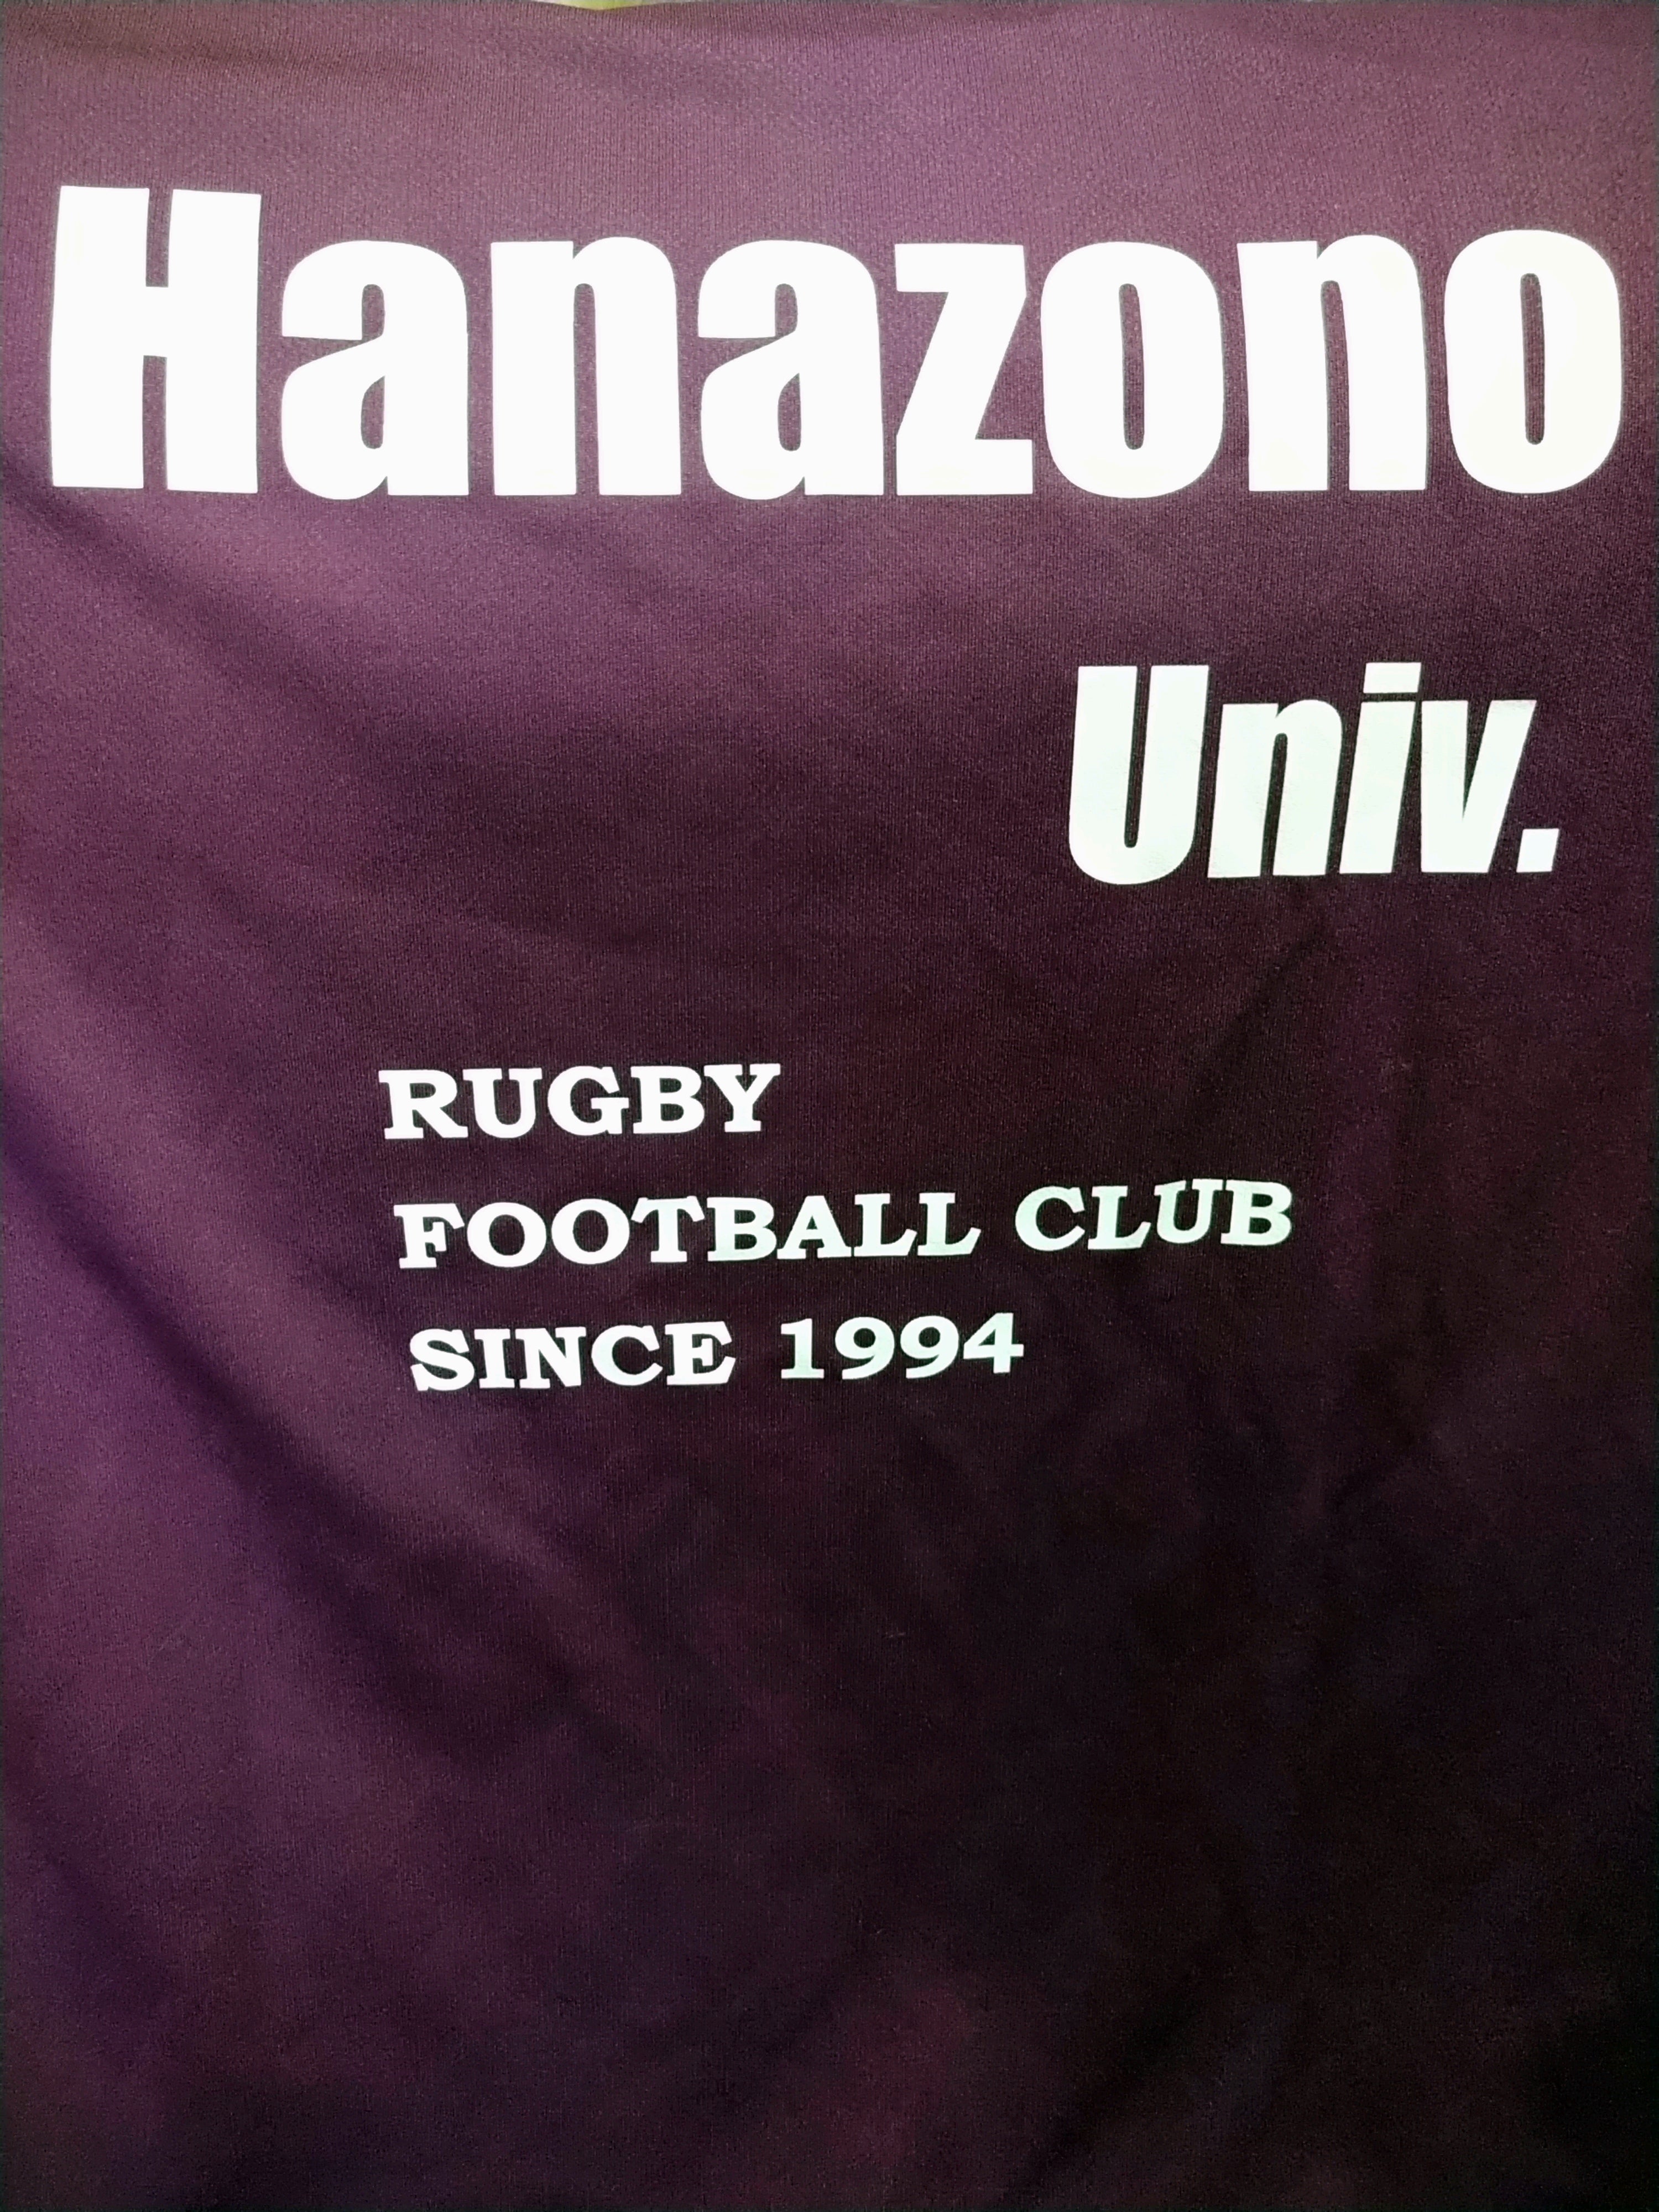 Hanazono
Univ.
RUGBY
FOOTBALL CLUB
SINCE 1994